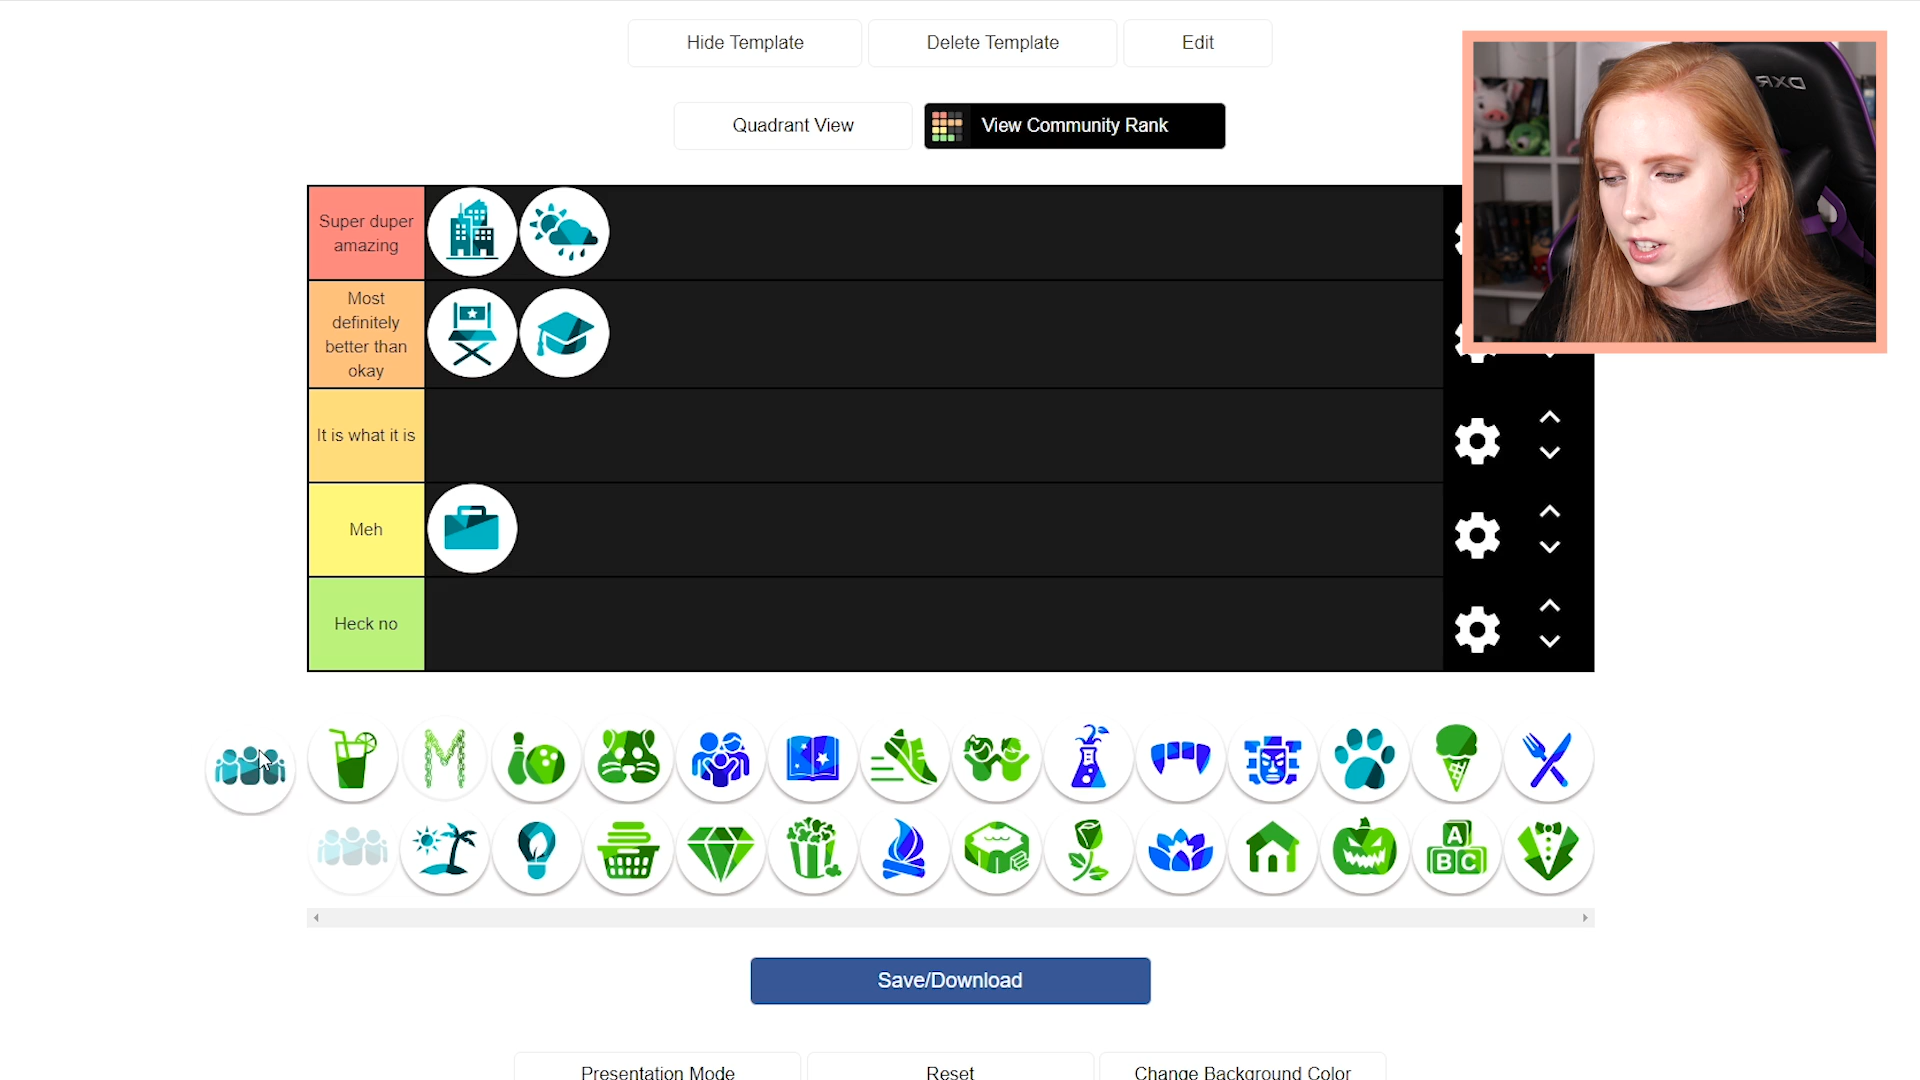 Hide Template
Delete Template
Edit
Quadrant View
View Community Rank
DXR
Super duper
amazing
Most
definitely
better than
okay
It is what it is
Meh
Heck no
M
A
B C
Save/Download
Presentation Mode
Reset
Change Background Color